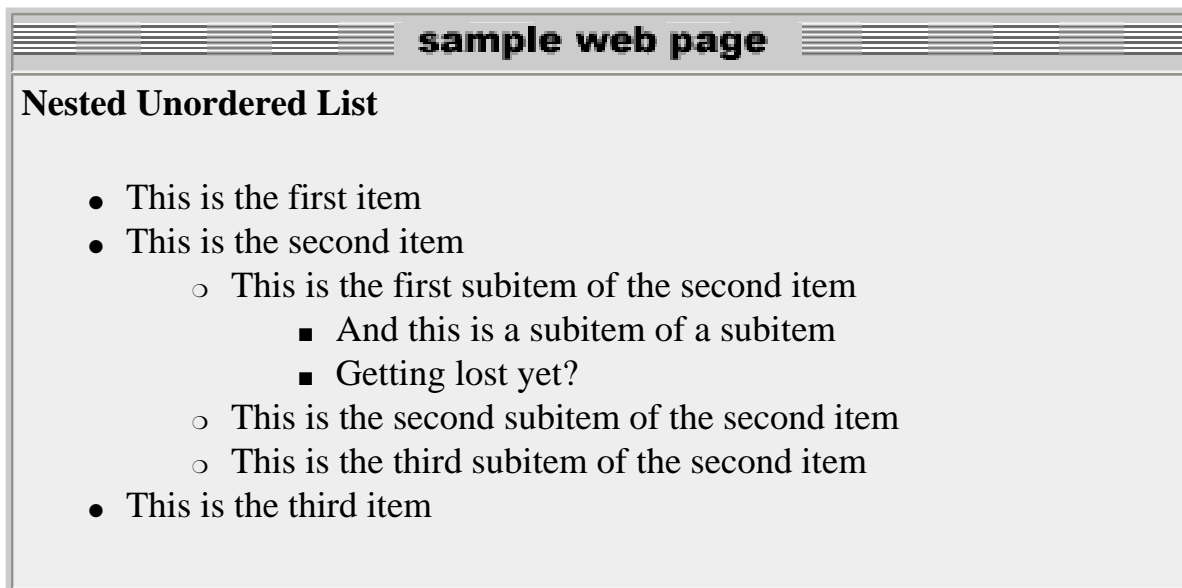 sample web page
Nested Unordered List
● This is the first item
● This is the second item
❍ This is the first subitem of the second item
■ And this is a subitem of a subitem
■ Getting lost yet?
❍ This is the second subitem of the second item
❍ This is the third subitem of the second item
● This is the third item